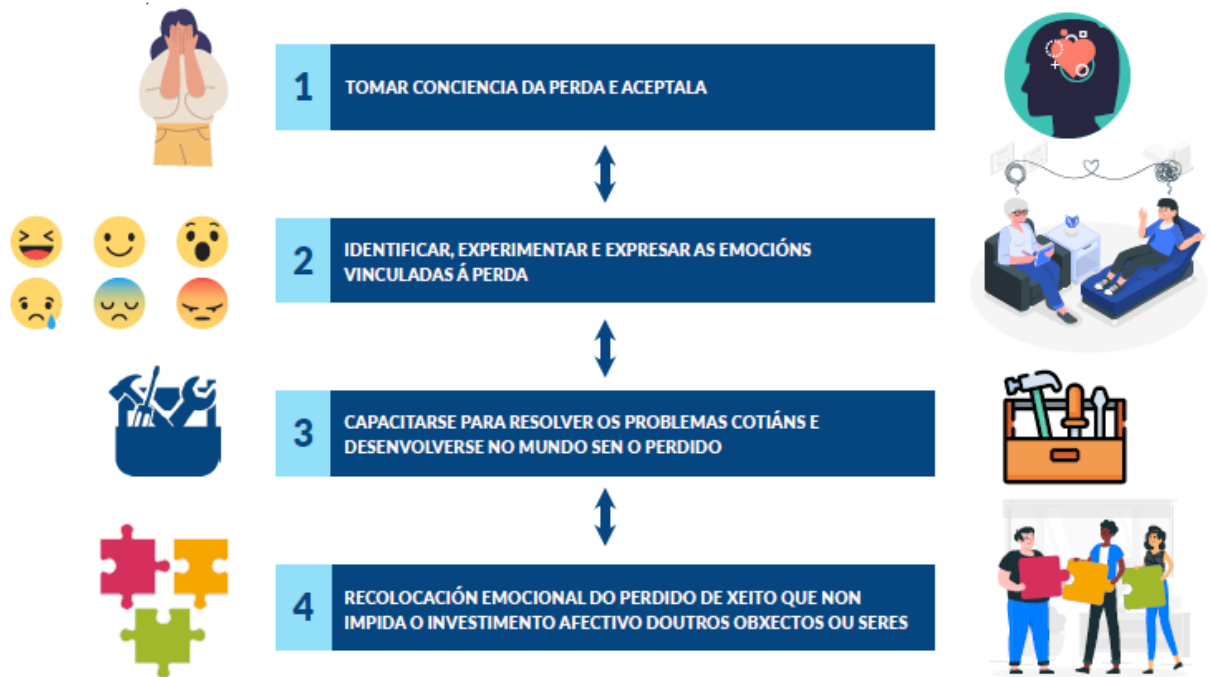 1
TOMAR CONCIENCIA DA PERDA E ACEPTALA
2
IDENTIFICAR, EXPERIMENTAR E EXPRESAR AS EMOCIÓNS
VINCULADAS Á PERDA
3
CAPACITARSE PARA RESOLVER OS PROBLEMAS COTIÁNS E
DESENVOLVERSE NO MUNDO SEN O PERDIDO
4
RECOLOCACIÓN EMOCIONAL DO PERDIDO DE XEITO QUE NON
IMPIDA O INVESTIMENTO AFECTIVO DOUTROS OBXECTOS OU SERES